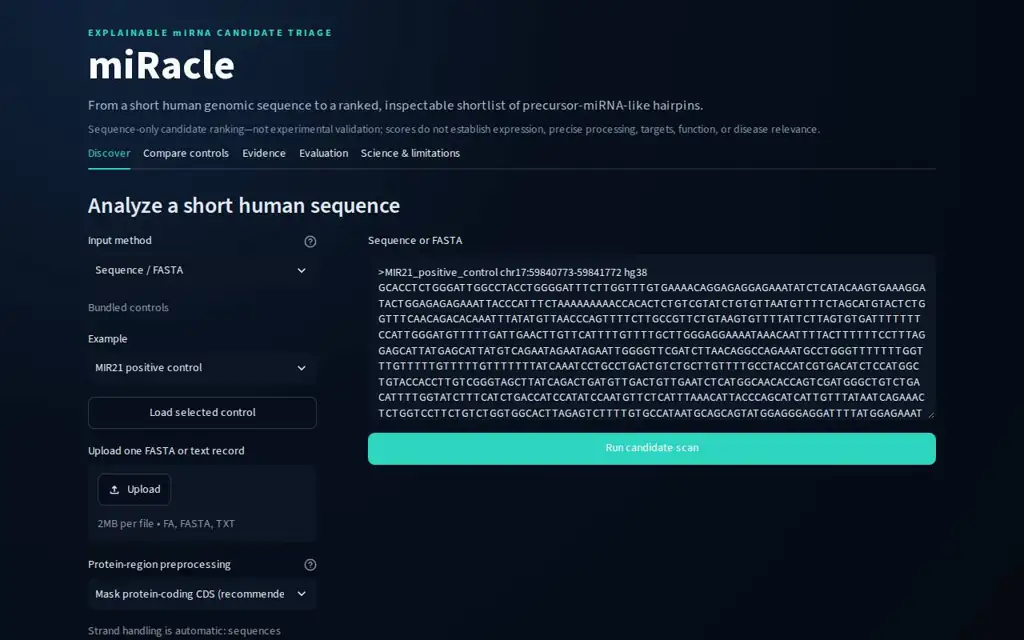 EXPLAINABLE miRNA CANDIDATE TRIAGE
miRacle
From a short human genomic sequence to a ranked, inspectable shortlist of precursor-miRNA-like hairpins.
Sequence-only candidate ranking—not experimental validation; scores do not establish expression, precise processing, targets, function, or disease relevance.
Discover Compare controls Evidence Evaluation Science & limitations
Analyze a short human sequence
Input method
Sequence / FASTA
Bundled controls
Example
MIR21 positive control
Load selected control
Upload one FASTA or text record
Upload
2MB per file • FA, FASTA, TXT
Protein-region preprocessing
Mask protein-coding CDS (recommende
Strand handling is automatic: sequences
Sequence or FASTA
>MIR21_positive_control chr17:59840773-59841772 hg38
GCACCTCTGGGATTGGCCTACCTGGGGATTTCTTGGTTTGTGAAAACAGGAGAGGAGAAATATCTCATACAAGTGAAAGGA
TACTGGAGAGAGAAATTACCCATTTCTAAAAAAAAACCACACTCTGTCGTATCTGTGTTAATGTTTTCTAGCATGTACTCTG
GTTTCAACAGACACAAATTTATATGTTAACCCAGTTTTCTTGCCGTTCTGTAAGTGTTTTATTCTTAGTGTGATTTTTTT
CCATTGGGATGTTTTTGATTGAACTTGTTCATTTTGTTTTGCTTGGGAGGAAAATAAACAATTTTACTTTTTTCCTTTAG
GAGCATTATGAGCATTATGTCAGAATAGAATAGAATTGGGGTTCGATCTTAACAGGCCAGAAATGCCTGGGTTTTTTTGGT
TTGTTTTTGTTTTTGTTTTTTTATCAAATCCTGCCTGACTGTCTGCTTGTTTTGCCTACCATCGTGACATCTCCATGGC
TGTACCACCTTGTCGGGTAGCTTATCAGACTGATGTTGACTGTTGAATCTCATGGCAACACCAGTCGATGGGCTGTCTGA
CATTTTGGTATCTTTCATCTGACCATCCATATCCAATGTTCTCATTTAAACATTACCCAGCATCATTGTTTATAATCAGAAAC
TCTGGTCCTTCTGTCTGGTGGCACTTAGAGTCTTTTGTGCCATAATGCAGCAGTATGGAGGGAGGATTTTATGGAGAAAT
Run candidate scan